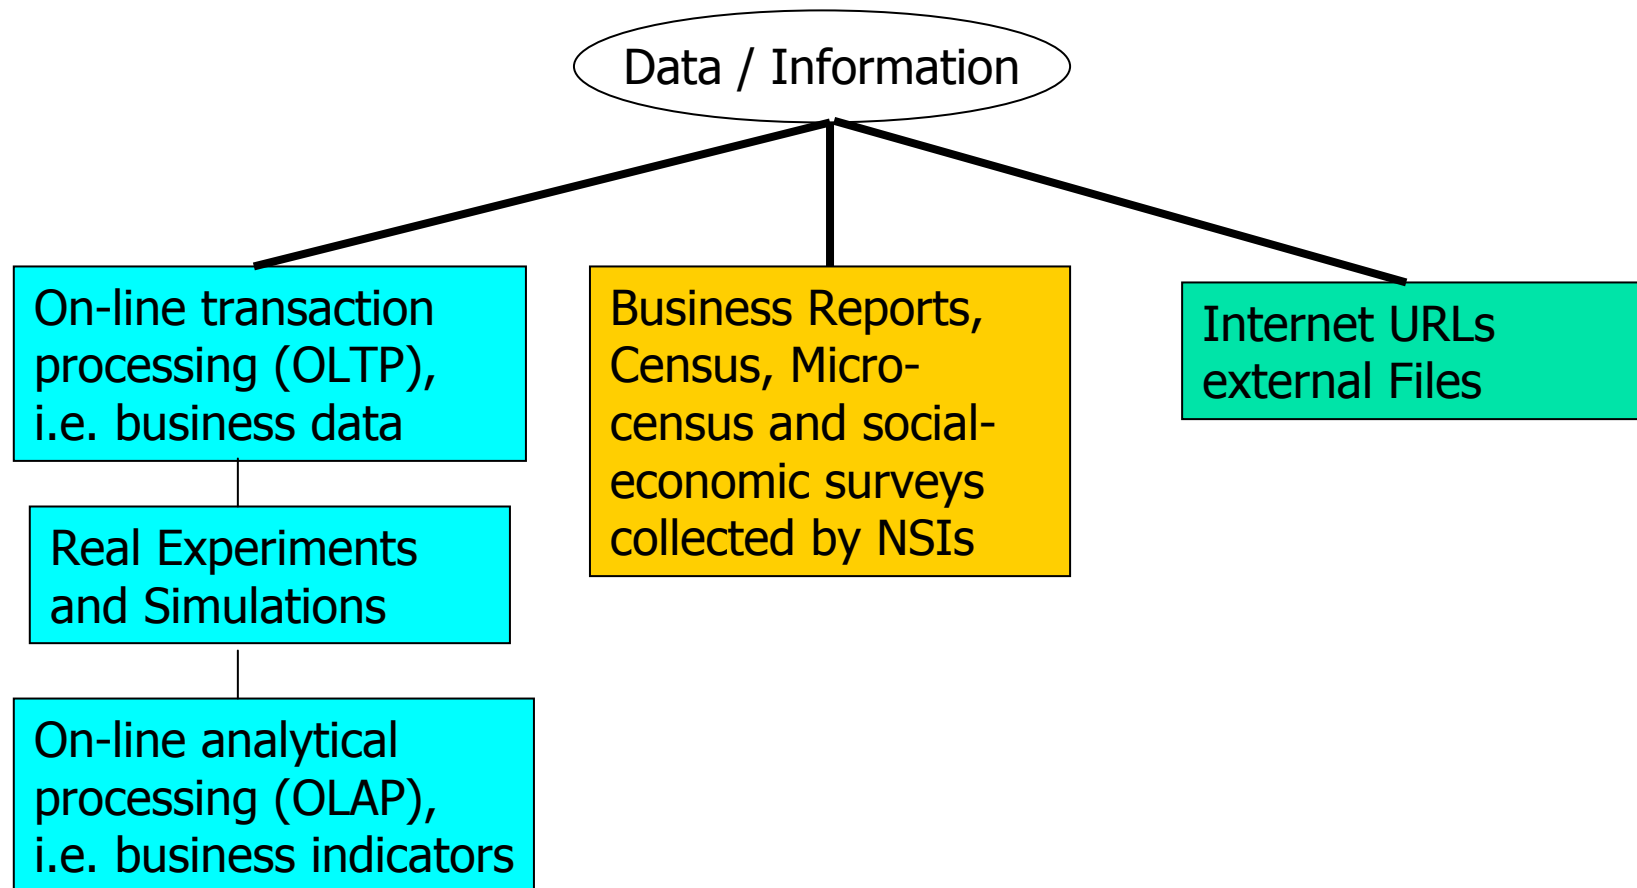 Data / Information
On-line transaction
processing (OLTP),
i.e. business data
Real Experiments
and Simulations
On-line analytical
processing (OLAP),
i.e. business indicators
Business Reports,
Census, Micro-
census and social-
economic surveys
collected by NSIs
Internet URLs
external Files